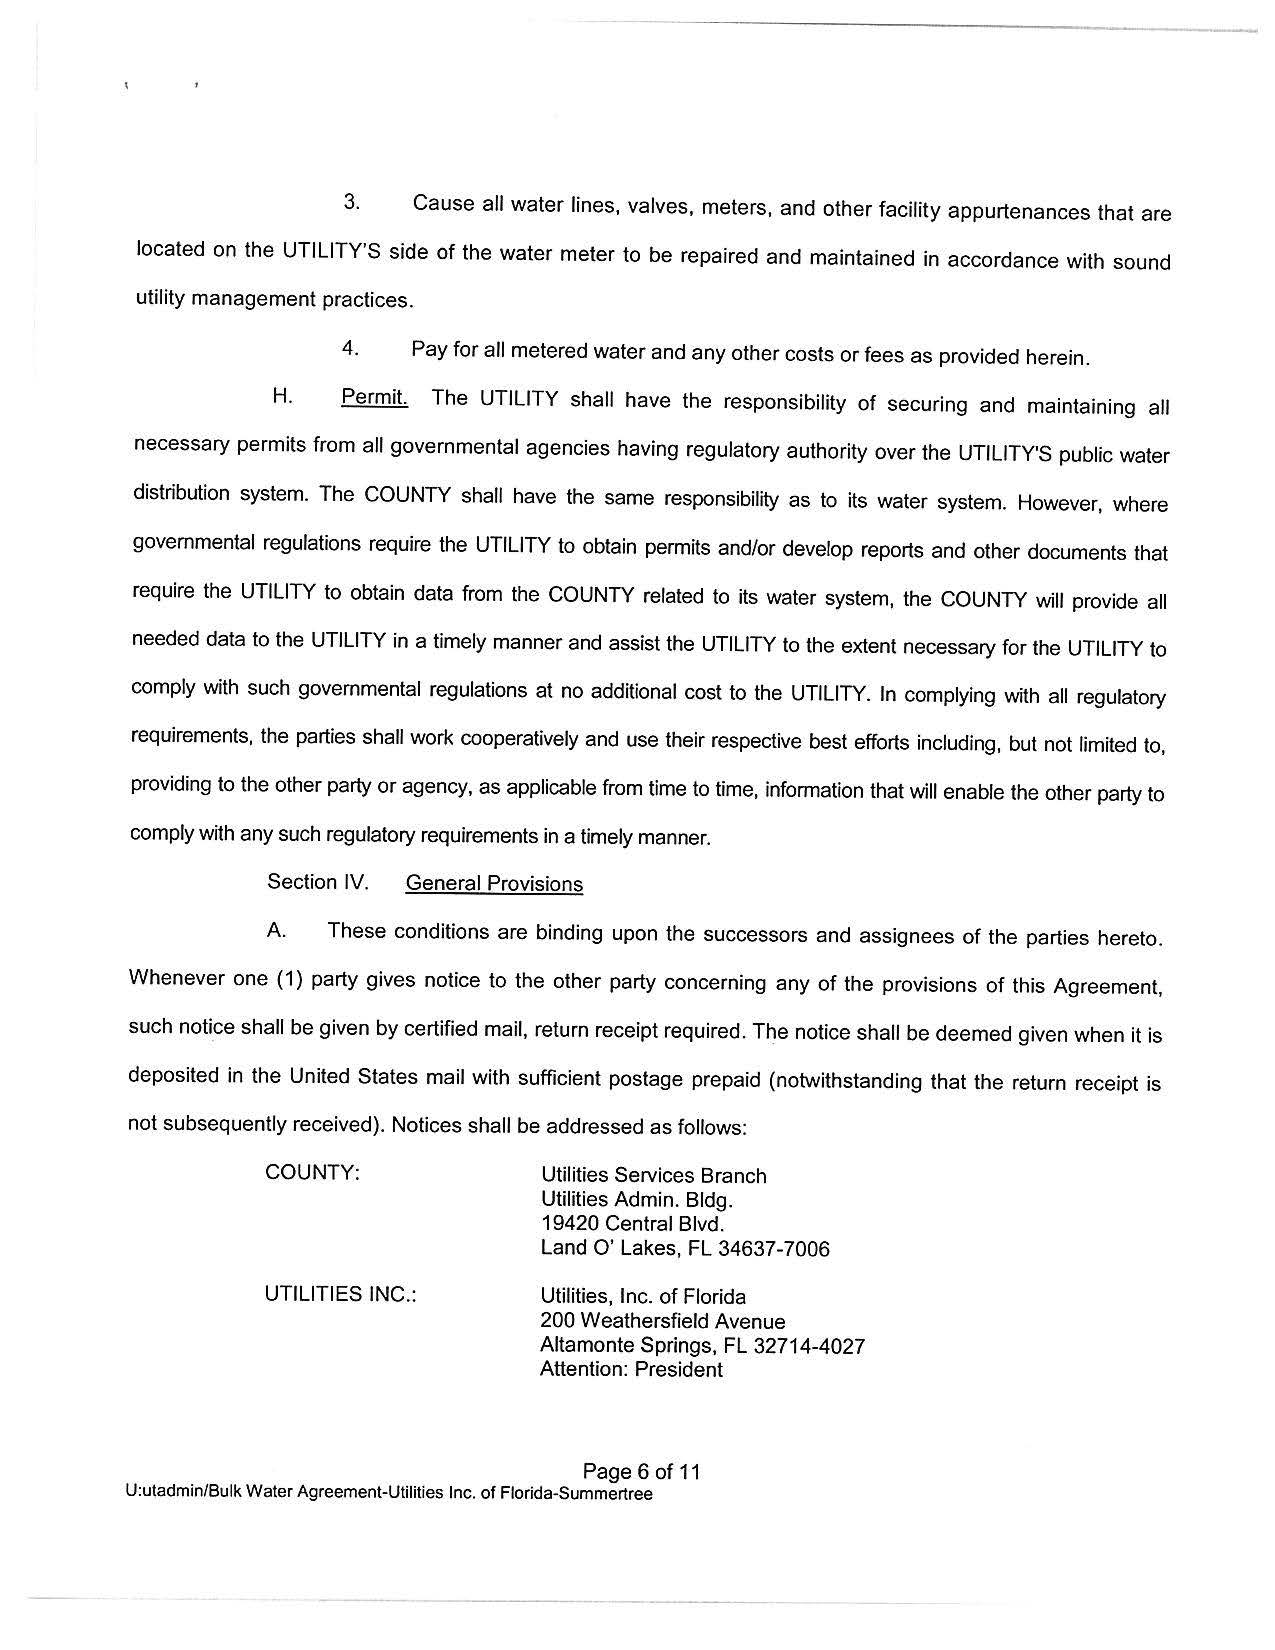 3. Cause all water lines, valves, meters, and other facility appurtenances that are
located on the UTILITY'S side of the water meter to be repaired and maintained in accordance with sound
utility management practices.
4. Pay for all metered water and any other costs or fees as provided herein.
H. Permit. The UTILITY shall have the responsibility of securing and maintaining all
necessary permits from all governmental agencies having regulatory authority over the UTILITY'S public water
distribution system. The COUNTY shall have the same responsibility as to its water system. However, where
governmental regulations require the UTILITY to obtain permits and/or develop reports and other documents that
require the UTILITY to obtain data from the COUNTY related to its water system, the COUNTY will provide all
needed data to the UTILITY in a timely manner and assist the UTILITY to the extent necessary for the UTILITY to
comply with such governmental regulations at no additional cost to the UTILITY. In complying with all regulatory
requirements, the parties shall work cooperatively and use their respective best efforts including, but not limited to,
providing to the other party or agency, as applicable from time to time, information that will enable the other party to
comply with any such regulatory requirements in a timely manner.
Section IV. General Provisions
A. These conditions are binding upon the successors and assignees of the parties hereto.
Whenever one (1) party gives notice to the other party concerning any of the provisions of this Agreement,
such notice shall be given by certified mail, return receipt required. The notice shall be deemed given when it is
deposited in the United States mail with sufficient postage prepaid (notwithstanding that the return receipt is
not subsequently received). Notices shall be addressed as follows:
COUNTY: Utilities Services Branch
Utilities Admin. Bldg.
19420 Central Blvd.
Land O' Lakes, FL 34637-7006
UTILITIES INC.: Utilities, Inc. of Florida
200 Weathersfield Avenue
Altamonte Springs, FL 32714-4027
Attention: President
Page 6 of 11
U:utadmin/Bulk Water Agreement-Utilities Inc. of Florida-Summertree